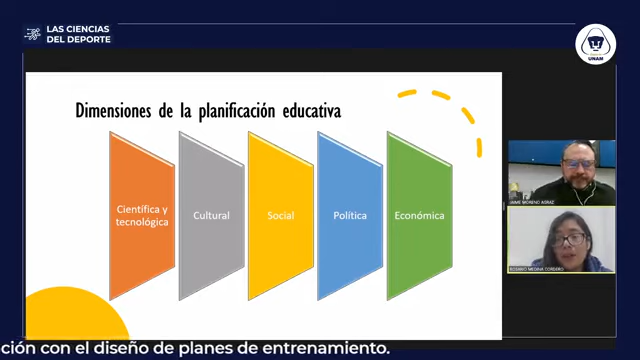 LAS CIENCIAS
DEL DEPORTE
UNAM
Dimensiones de la planificación educativa
Científica y
tecnológica
Cultural
Social
Política
Económica
JAIME MORENO
ROSARIO MEDINA CORDERO
ción con el diseño de planes de entrenamiento.